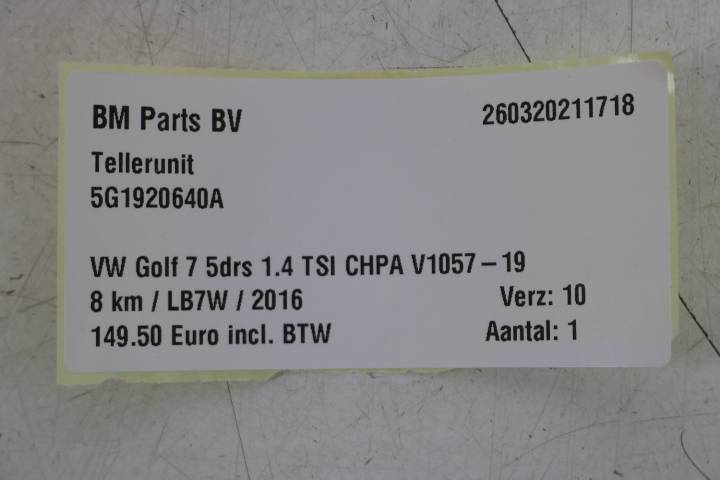 BM Parts BV 260320211718
Tellerunit
5G1920640A
VW Golf 7 5drs 1.4 TSI CHPA V1057 – 19
8 km / LB7W / 2016 Verz: 10
149.50 Euro incl. BTW Aantal: 1